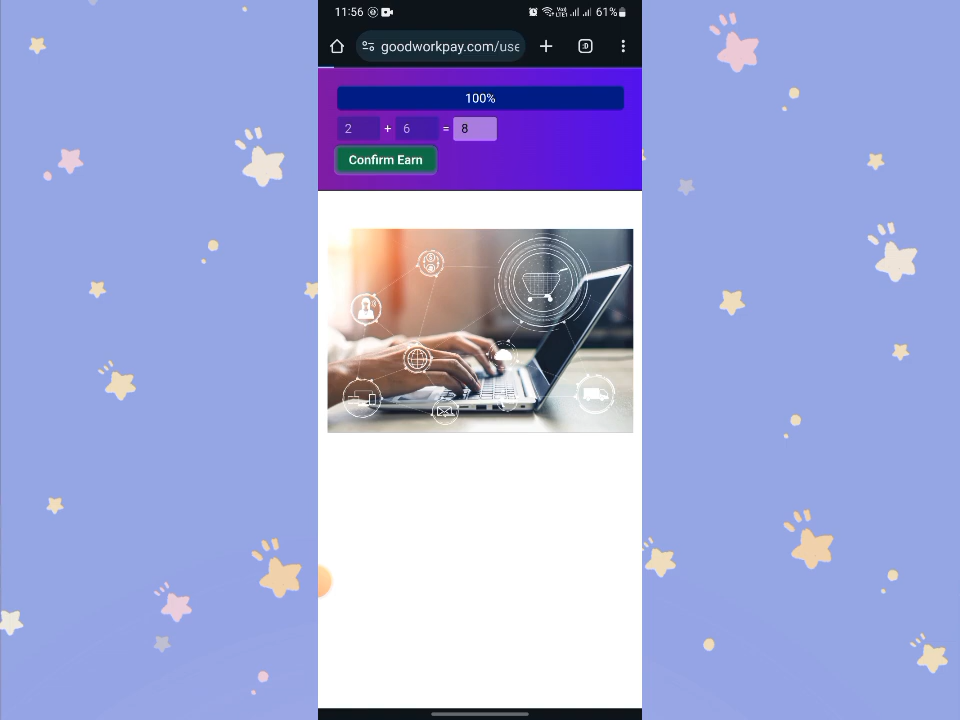 11:56
61%
goodworkpay.com/use
:D
100%
2 + 6 = 8
Confirm Earn